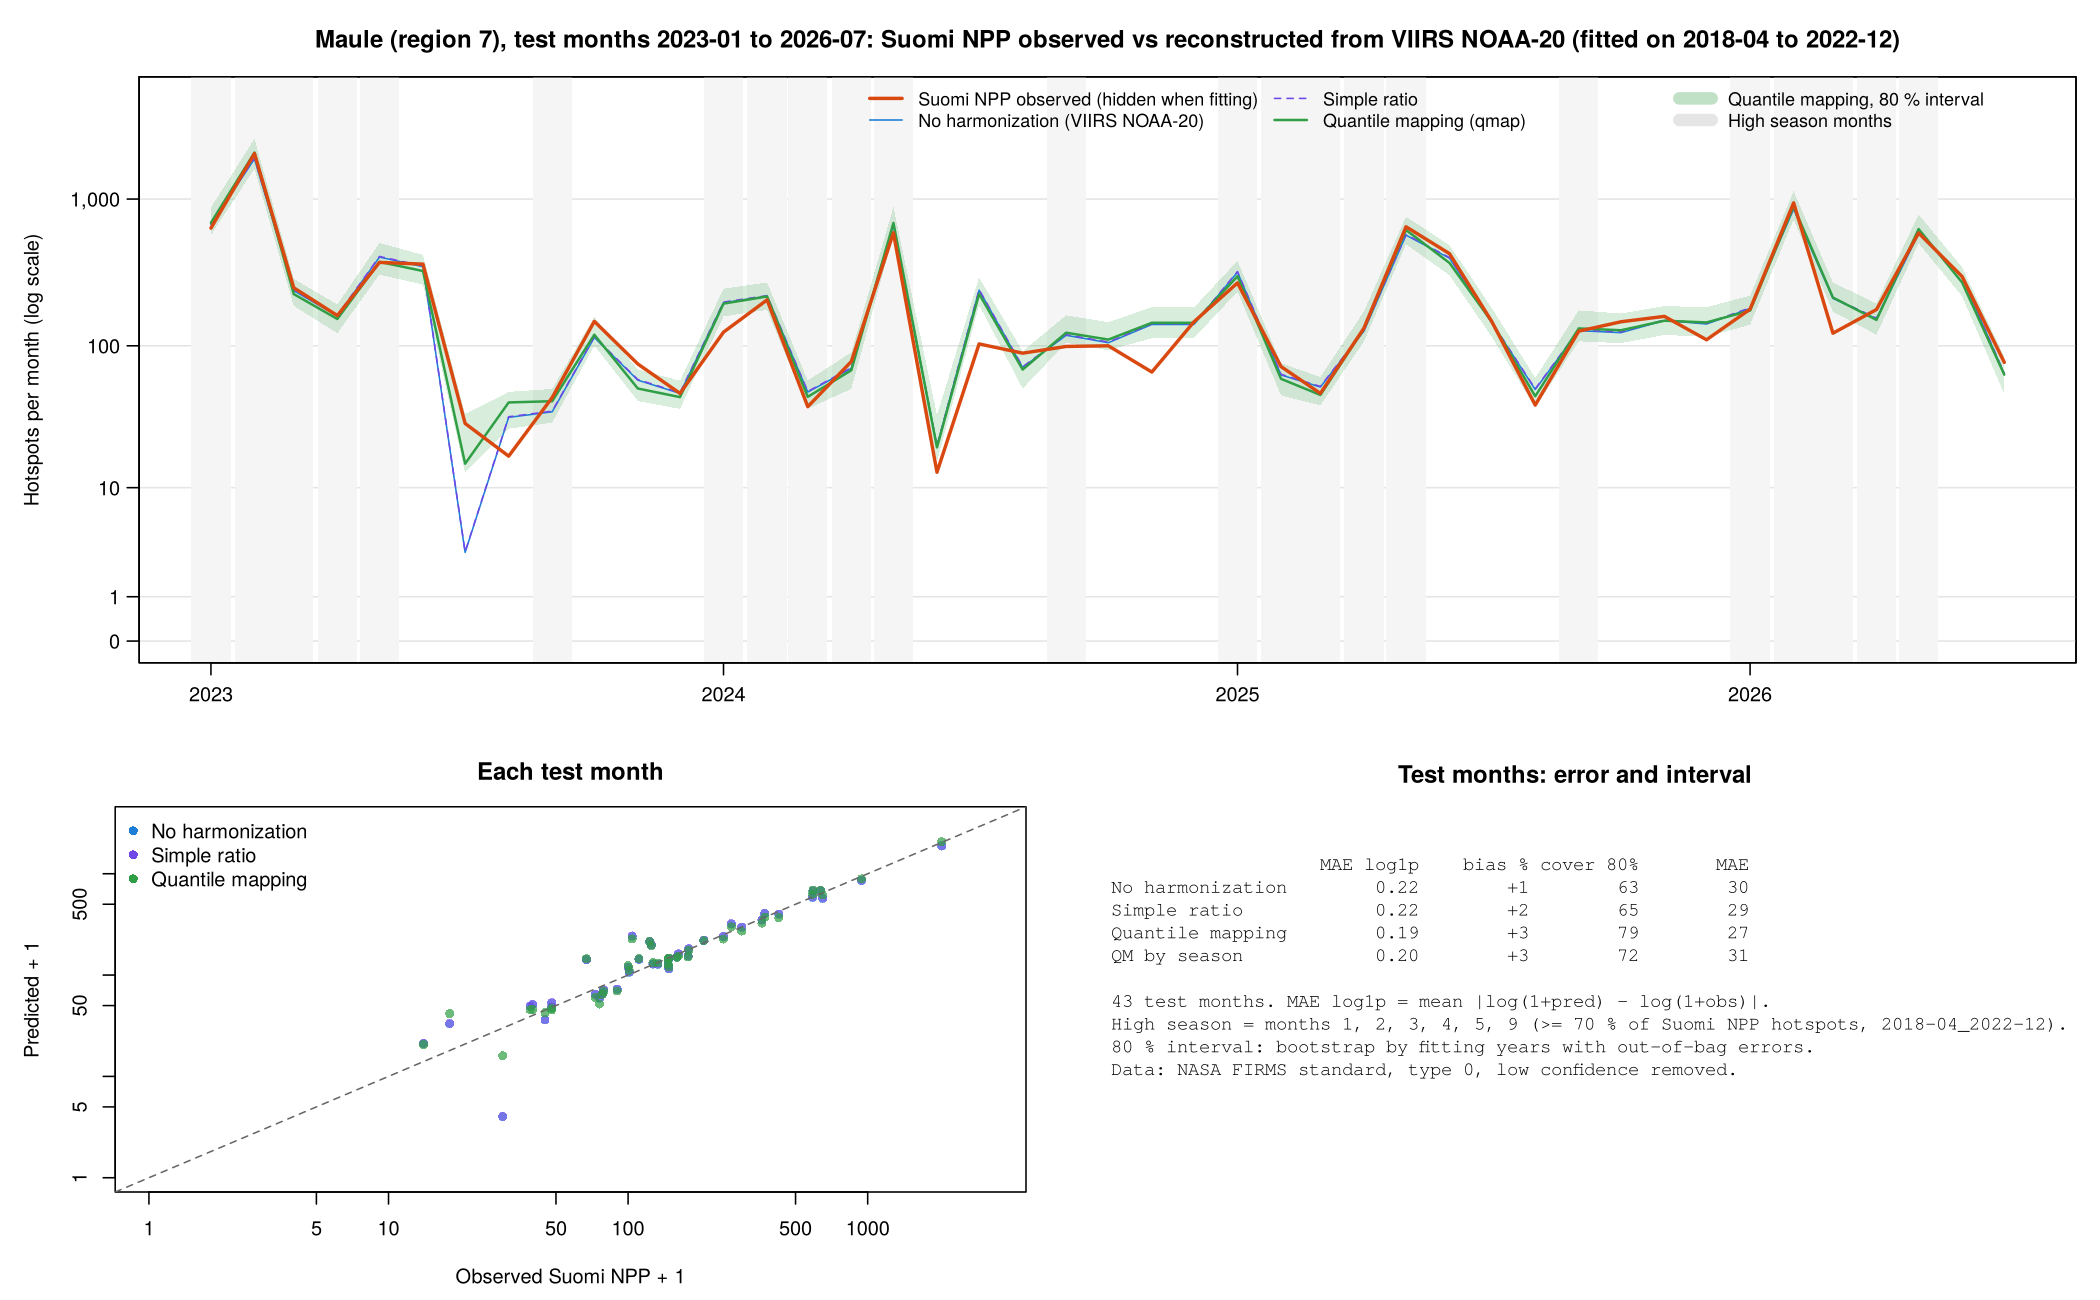 Maule (region 7), test months 2023-01 to 2026-07: Suomi NPP observed vs reconstructed from VIIRS NOAA-20 (fitted on 2018-04 to 2022-12)
Suomi NPP observed (hidden when fitting)
No harmonization (VIIRS NOAA-20)
Simple ratio
Quantile mapping (qmap)
Quantile mapping, 80 % interval
High season months
Hotspots per month (log scale)
1,000
100
10
1
0
2023 2024 2025 2026
Each test month
No harmonization
Simple ratio
Quantile mapping
Predicted + 1
500
50
5
1
1 5 10 50 100 500 1000
Observed Suomi NPP + 1
Test months: error and interval
MAE log1p bias % cover 80% MAE
No harmonization 0.22 +1 63 30
Simple ratio 0.22 +2 65 29
Quantile mapping 0.19 +3 79 27
QM by season 0.20 +3 72 31
43 test months. MAE log1p = mean |log(1+pred) - log(1+obs)|.
High season = months 1, 2, 3, 4, 5, 9 (>= 70 % of Suomi NPP hotspots, 2018-04_2022-12).
80 % interval: bootstrap by fitting years with out-of-bag errors.
Data: NASA FIRMS standard, type 0, low confidence removed.